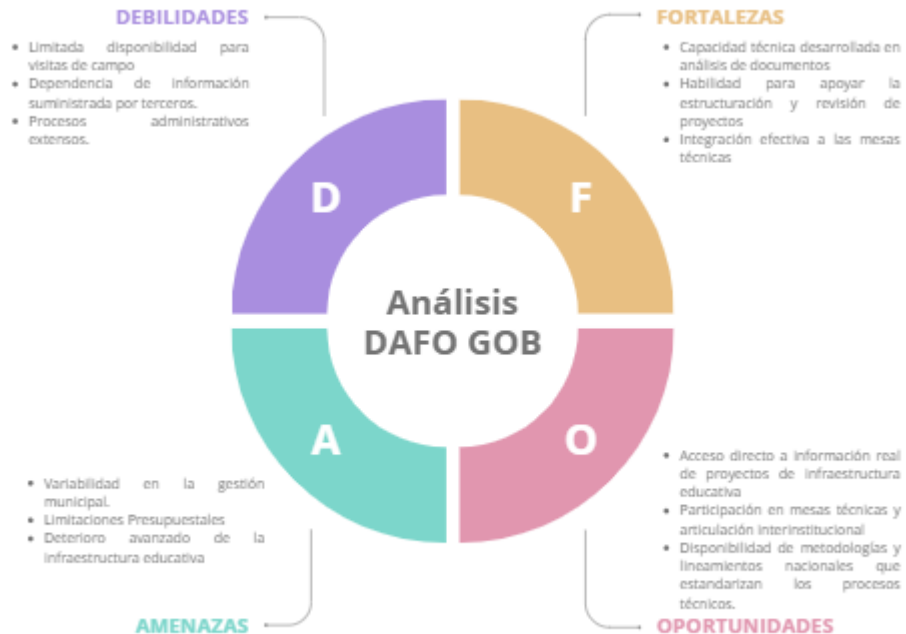 DEBILIDADES
• Limitada disponibilidad para
visitas de campo
• Dependencia de información
suministrada por terceros.
• Procesos administrativos
extensos.
FORTALEZAS
• Capacidad técnica desarrollada en
análisis de documentos
• Habilidad para apoyar la
estructuración y revisión de
proyectos
• Integración efectiva a las mesas
técnicas
D
F
Análisis
DAFO GOB
A
O
• Variabilidad en la gestión
municipal.
• Limitaciones Presupuestales
• Deterioro avanzado de la
infraestructura educativa
AMENAZAS
• Acceso directo a información real
de proyectos de infraestructura
educativa
• Participación en mesas técnicas y
articulación interinstitucional
• Disponibilidad de metodologías y
lineamientos nacionales que
estandarizan los procesos
técnicos.
OPORTUNIDADES